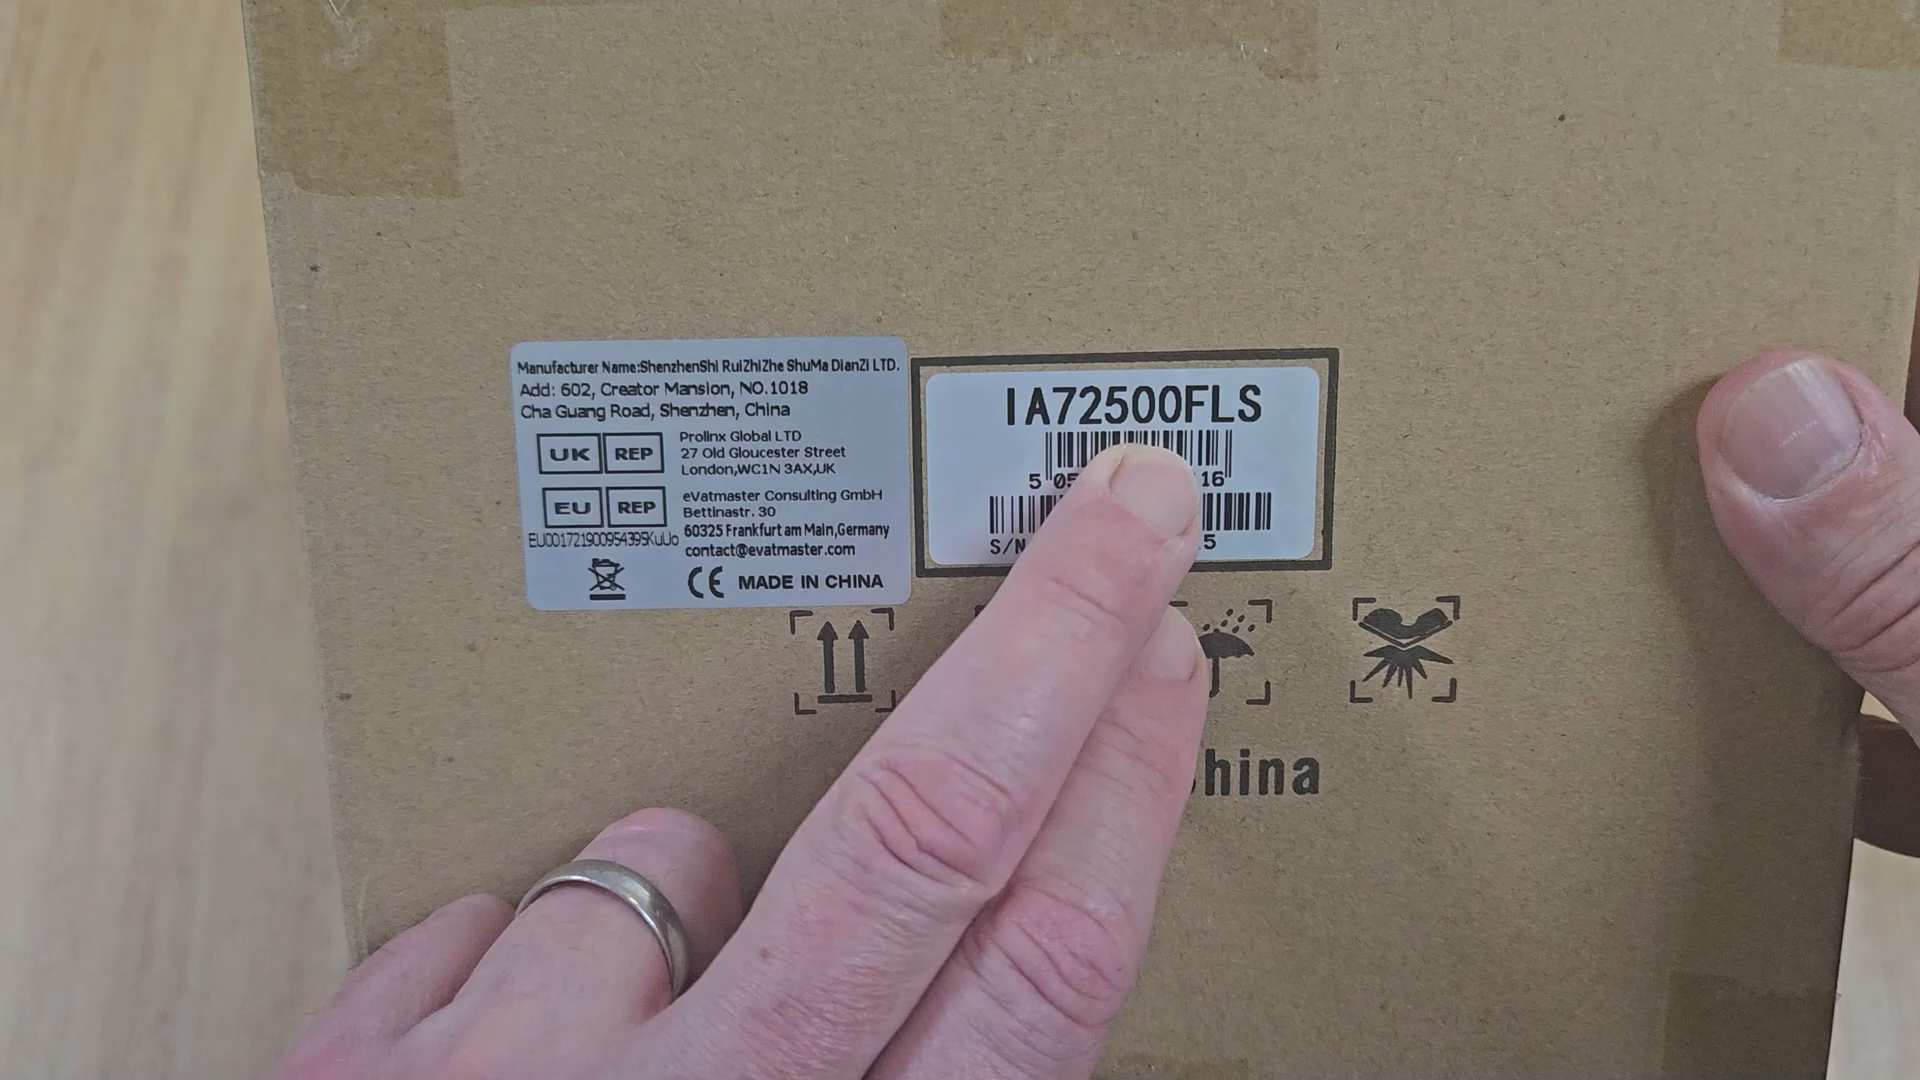 Manufacturer Name:ShenzhenShi RuiZhiZhe ShuMa DianZi LTD.
Add: 602, Creator Mansion, NO.1018
Cha Guang Road, Shenzhen, China
UK REP
Prolinx Global LTD
27 Old Gloucester Street
London,WC1N 3AX,UK
EU REP
eVatmaster Consulting GmbH
Bettinastr. 30
60325 Frankfurt am Main,Germany
contact@evatmaster.com
EU001721900954395KuUo
CE MADE IN CHINA
IA72500FLS
5 05 16
S/N 5
hina